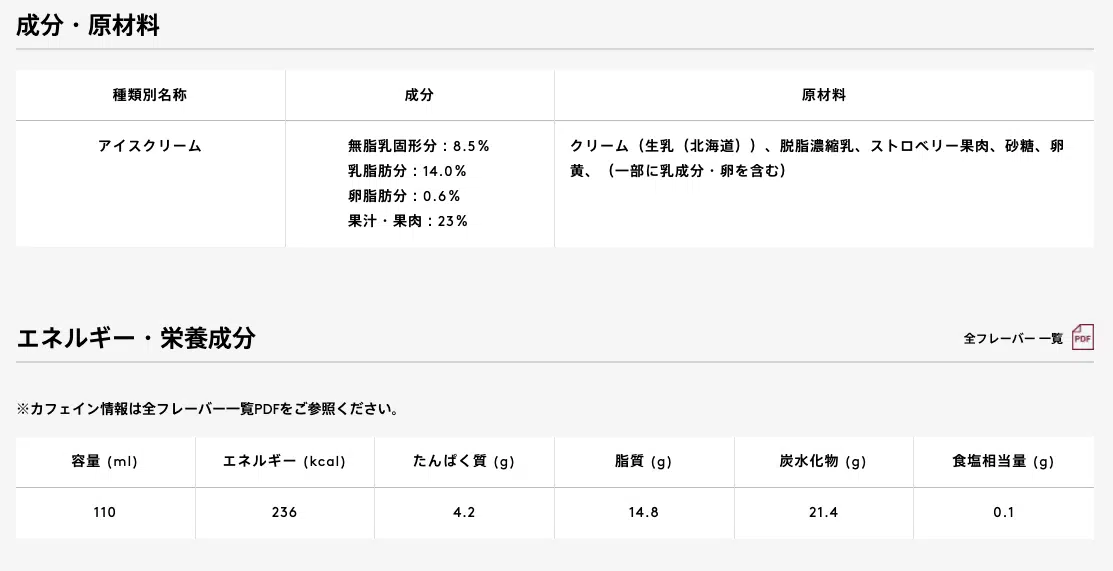 成分・原材料
種類別名称
成分
原材料
アイスクリーム
無脂乳固形分：8.5%
乳脂肪分：14.0%
卵脂肪分：0.6%
果汁・果肉：23%
クリーム（生乳（北海道））、脱脂濃縮乳、ストロベリー果肉、砂糖、卵
黄、（一部に乳成分・卵を含む）
エネルギー・栄養成分
全フレーバー 一覧
PDF
※カフェイン情報は全フレーバー一覧PDFをご参照ください。
容量 (ml)
エネルギー (kcal)
たんぱく質 (g)
脂質 (g)
炭水化物 (g)
食塩相当量 (g)
110
236
4.2
14.8
21.4
0.1